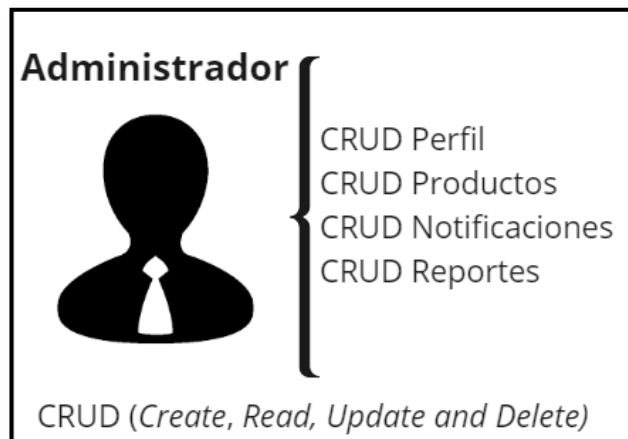 Administrador
CRUD Perfil
CRUD Productos
CRUD Notificaciones
CRUD Reportes
CRUD (Create, Read, Update and Delete)